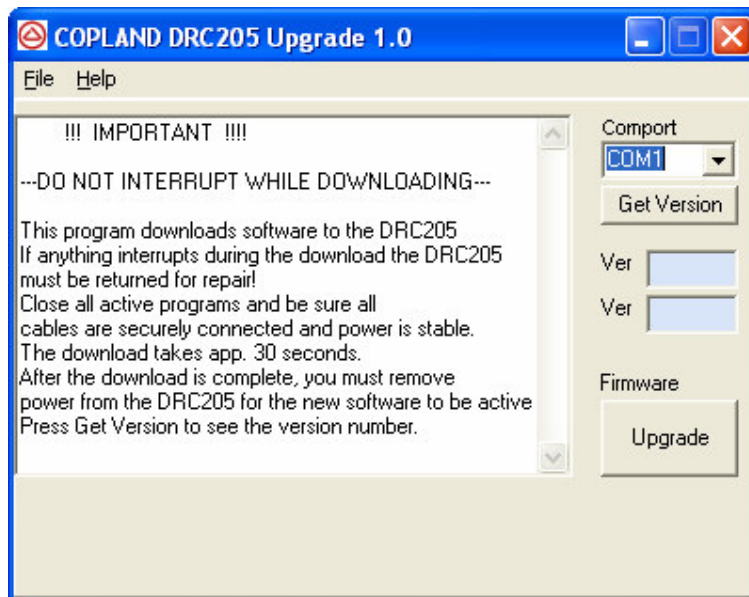 COPLAND DRC205 Upgrade 1.0
File Help
!!! IMPORTANT !!!!
---DO NOT INTERRUPT WHILE DOWNLOADING---
This program downloads software to the DRC205
If anything interrupts during the download the DRC205
must be returned for repair!
Close all active programs and be sure all
cables are securely connected and power is stable.
The download takes app. 30 seconds.
After the download is complete, you must remove
power from the DRC205 for the new software to be active
Press Get Version to see the version number.
Comport
COM1
Get Version
Ver
Ver
Firmware
Upgrade